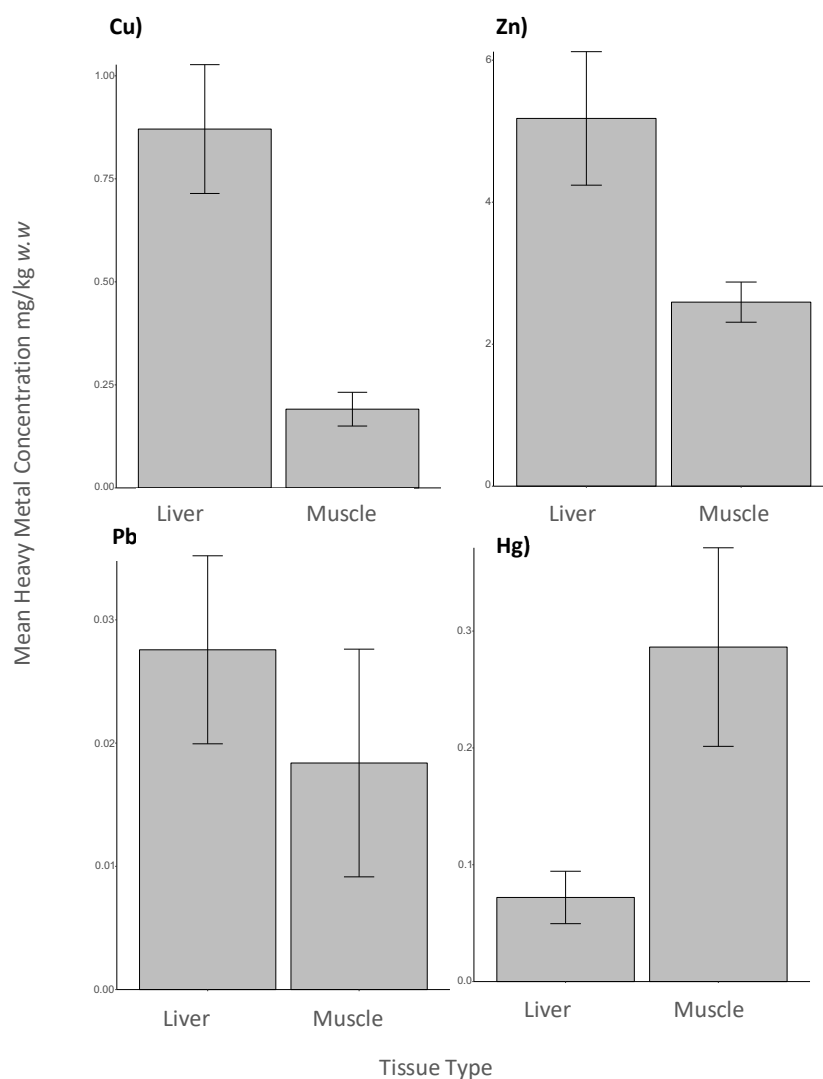 Cu)
Zn)
1.00
0.75
0.50
0.25
0.00
6
4
2
0
Liver
Muscle
Liver
Muscle
Mean Heavy Metal Concentration mg/kg w.w
Pb
Hg)
0.03
0.02
0.01
0.00
0.3
0.2
0.1
0.0
Liver
Muscle
Liver
Muscle
Tissue Type